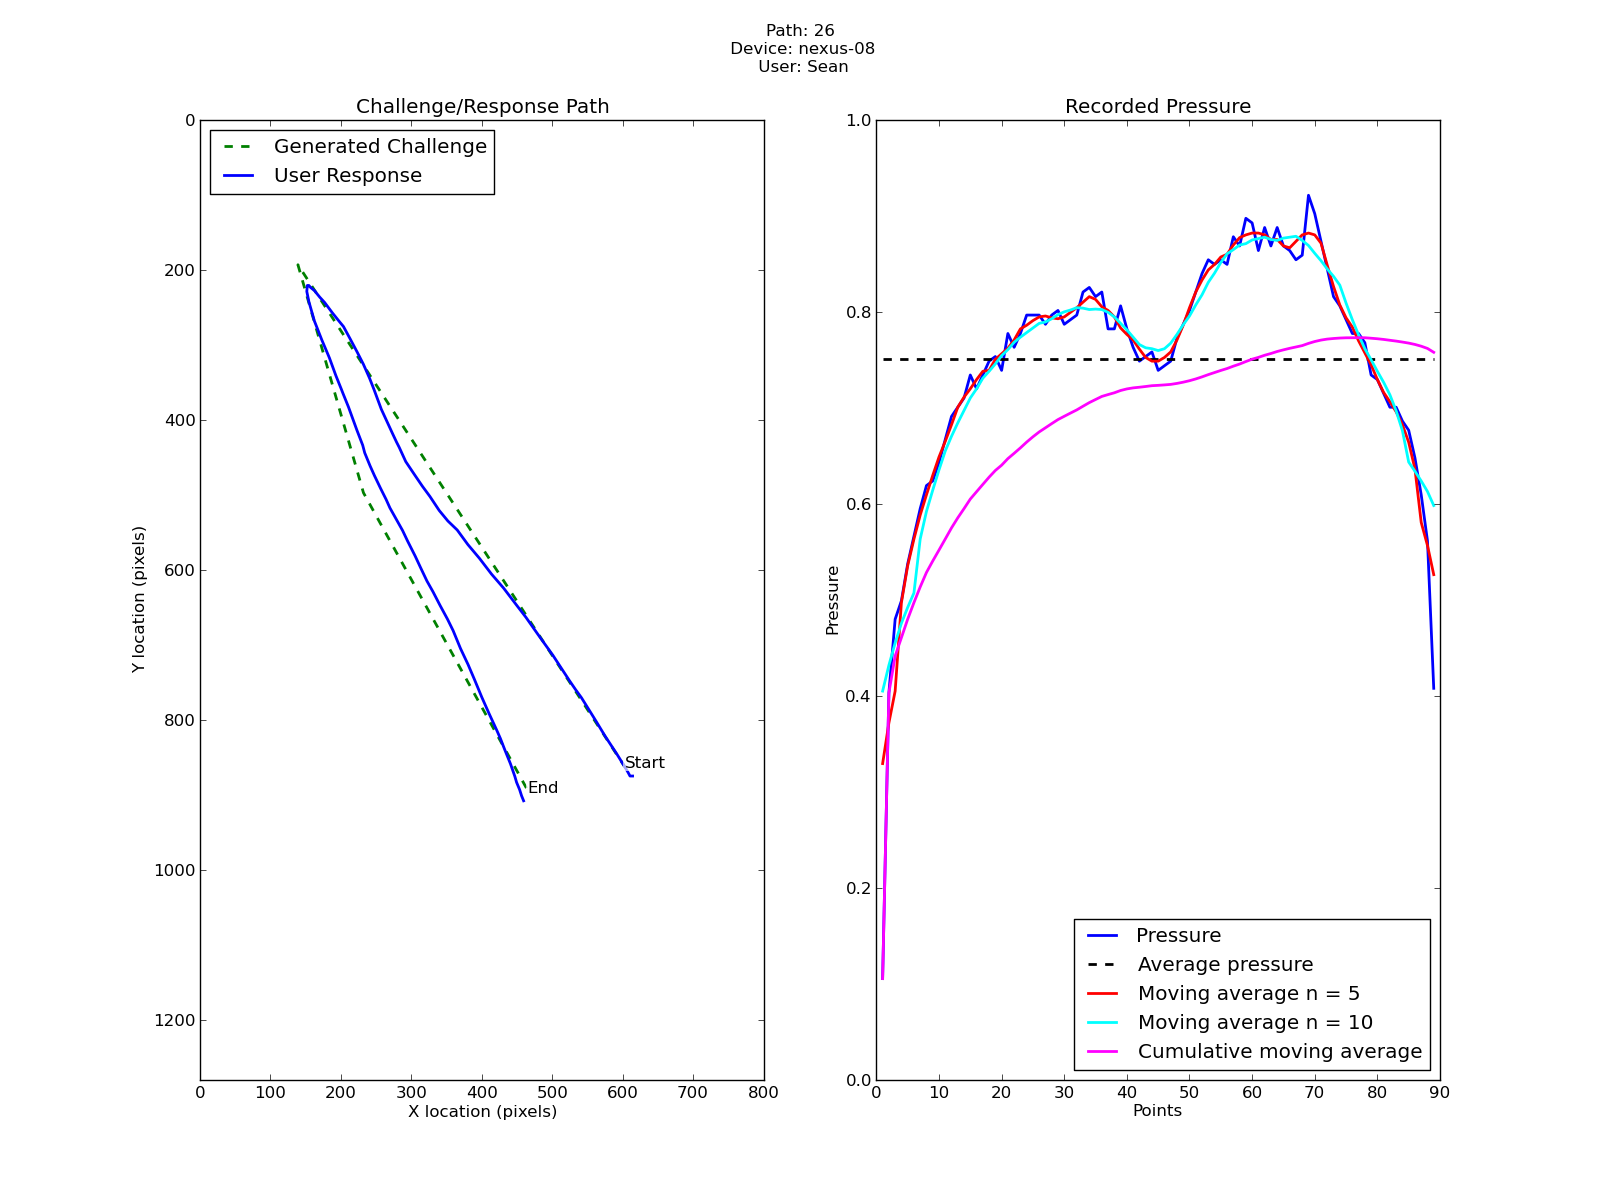 Path: 26
Device: nexus-08
User: Sean
Challenge/Response Path
Generated Challenge
User Response
0
200
400
600
800
1000
1200
Y location (pixels)
Start
End
0 100 200 300 400 500 600 700 800
X location (pixels)
Recorded Pressure
1.0
0.8
0.6
0.4
0.2
0.0
Pressure
Pressure
Average pressure
Moving average n = 5
Moving average n = 10
Cumulative moving average
0 10 20 30 40 50 60 70 80 90
Points